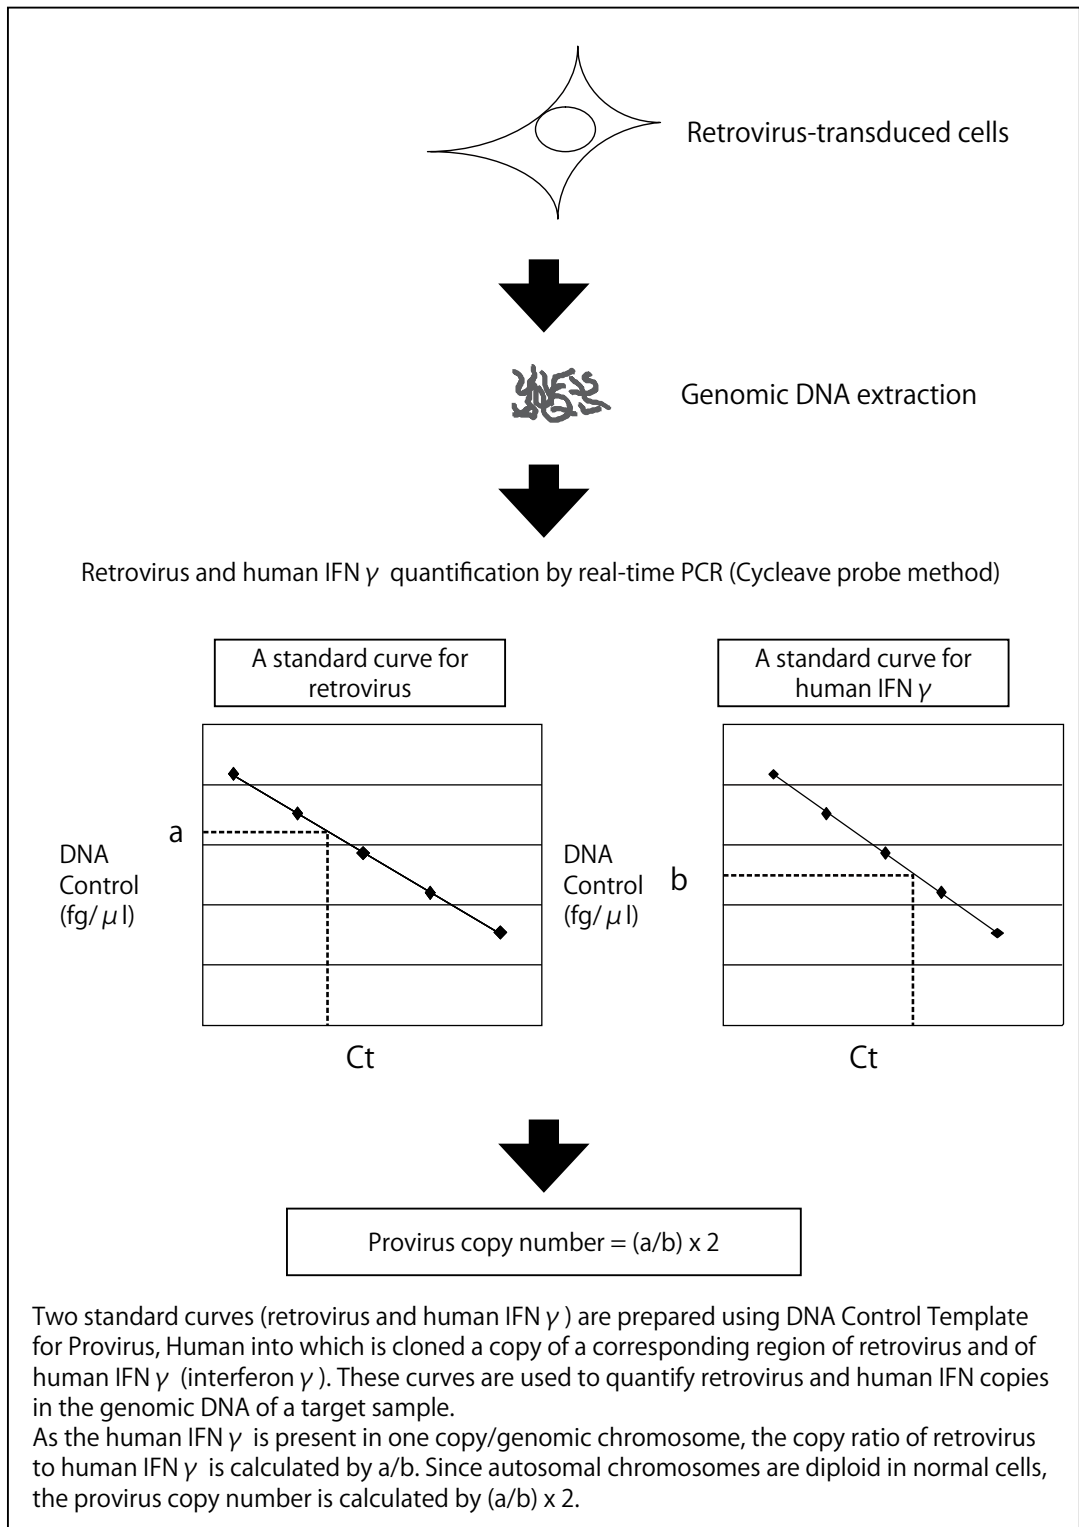 Retrovirus-transduced cells
Genomic DNA extraction
Retrovirus and human IFN γ quantification by real-time PCR (Cycleave probe method)
A standard curve for
retrovirus
a
DNA
Control
(fg/ μl)
Ct
A standard curve for
human IFN γ
DNA
Control
(fg/ μl)
b
Ct
Provirus copy number = (a/b) x 2
Two standard curves (retrovirus and human IFN γ ) are prepared using DNA Control Template
for Provirus, Human into which is cloned a copy of a corresponding region of retrovirus and of
human IFN γ (interferon γ ). These curves are used to quantify retrovirus and human IFN copies
in the genomic DNA of a target sample.
As the human IFN γ is present in one copy/genomic chromosome, the copy ratio of retrovirus
to human IFN γ is calculated by a/b. Since autosomal chromosomes are diploid in normal cells,
the provirus copy number is calculated by (a/b) x 2.